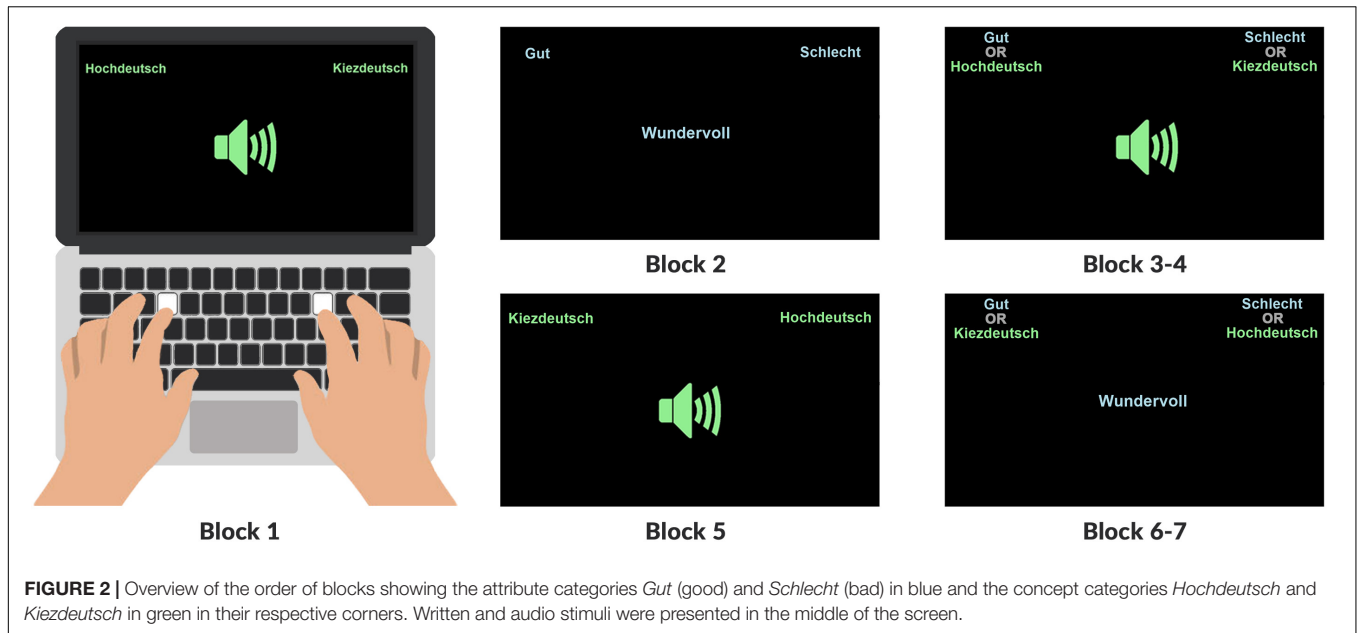 Hochdeutsch Kiezdeutsch
Block 1
Gut Schlecht
Wundervoll
Block 2
Gut Schlecht
OR OR
Hochdeutsch Kiezdeutsch
Block 3-4
Kiezdeutsch Hochdeutsch
Block 5
Gut Schlecht
OR OR
Kiezdeutsch Hochdeutsch
Wundervoll
Block 6-7
FIGURE 2 | Overview of the order of blocks showing the attribute categories Gut (good) and Schlecht (bad) in blue and the concept categories Hochdeutsch and
Kiezdeutsch in green in their respective corners. Written and audio stimuli were presented in the middle of the screen.